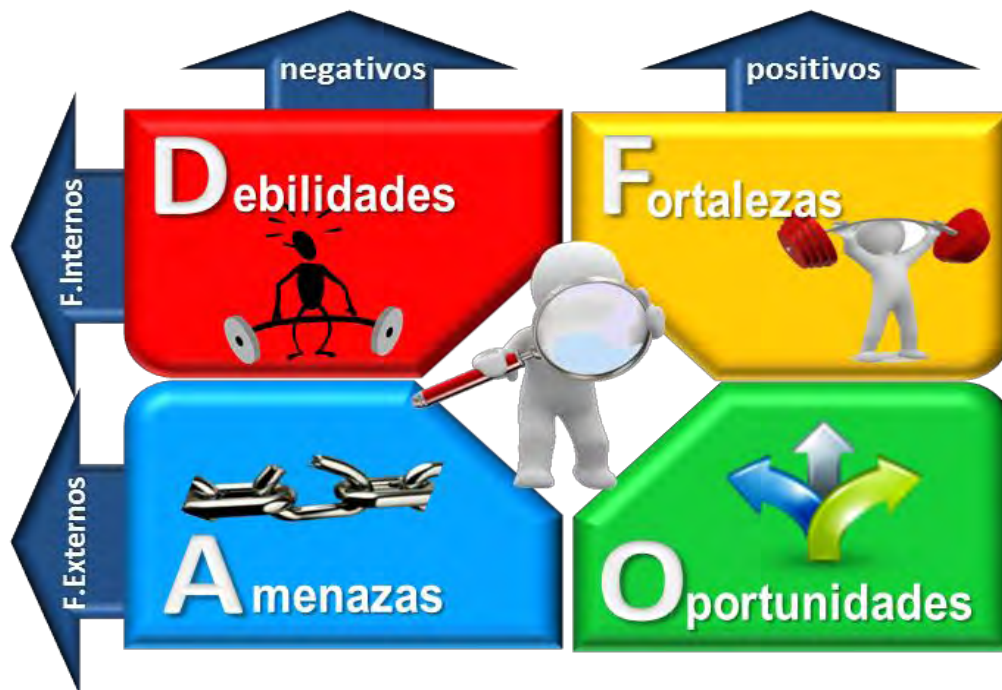 negativos
positivos
F.Internos
Debilidades
Fortalezas
F.Externos
Amenazas
Oportunidades